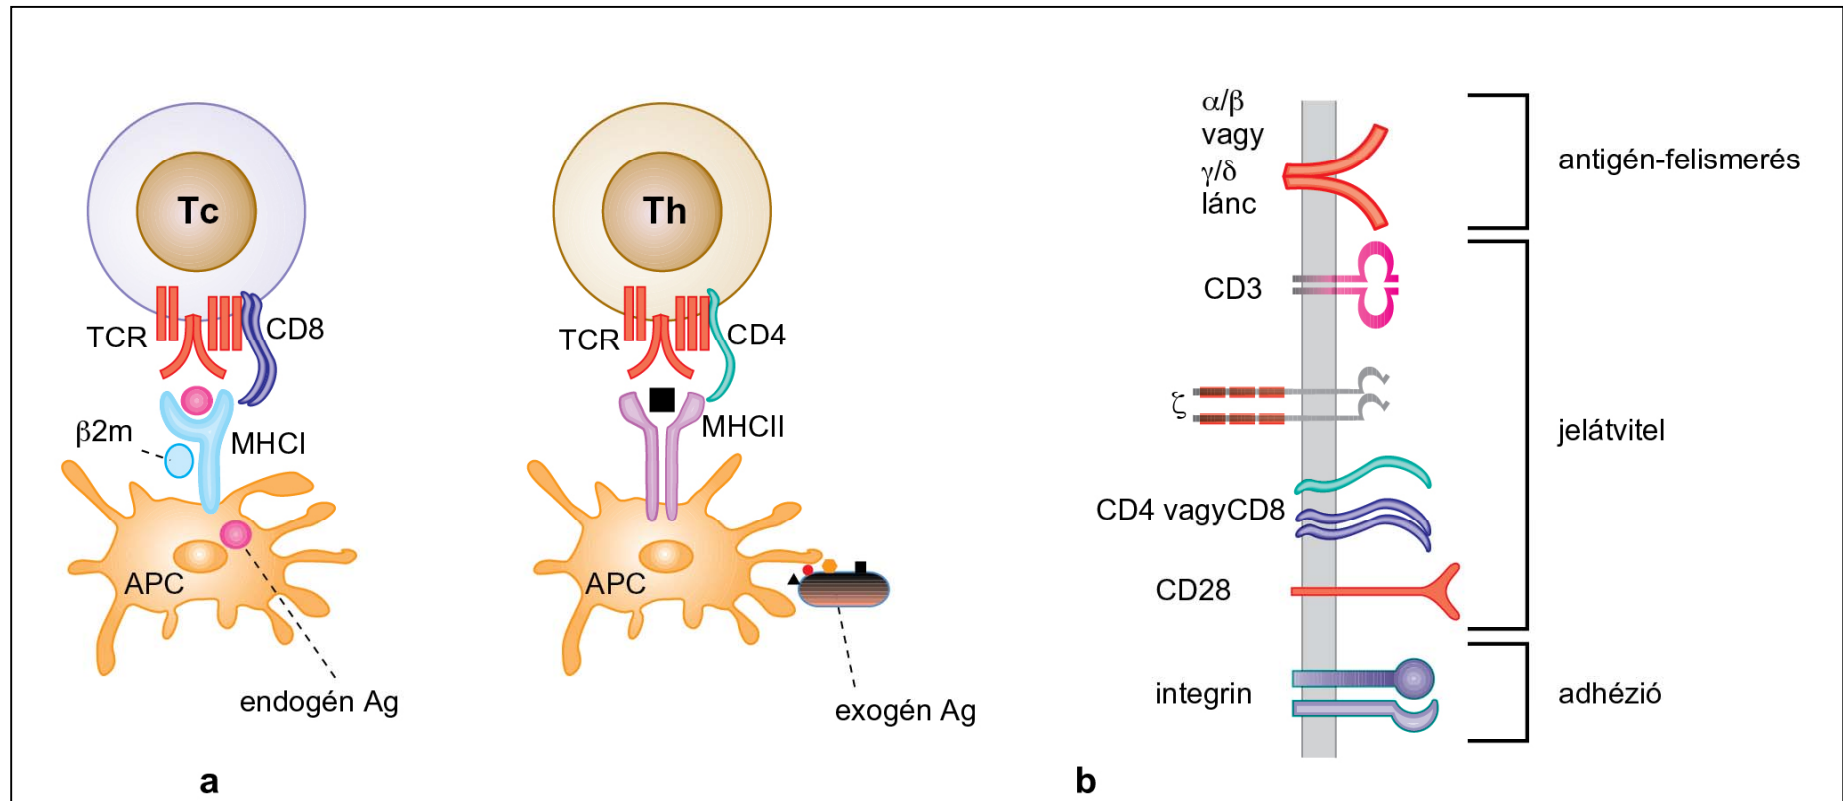 Tc
TCR
CD8
β2m
MHCI
APC
endogén Ag
a
Th
TCR
CD4
MHCII
APC
exogén Ag
b
α/β
vagy
γ/δ
lánc
antigén-felismerés
CD3
ζ
CD4 vagyCD8
CD28
jelátvitel
integrin
adhézió